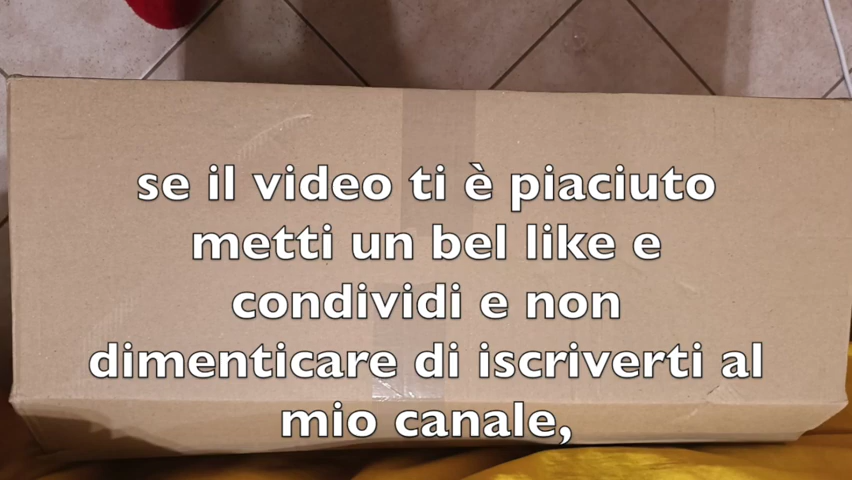 se il video ti è piaciuto
metti un bel like e
condividi e non
dimenticare di iscriverti al
mio canale,